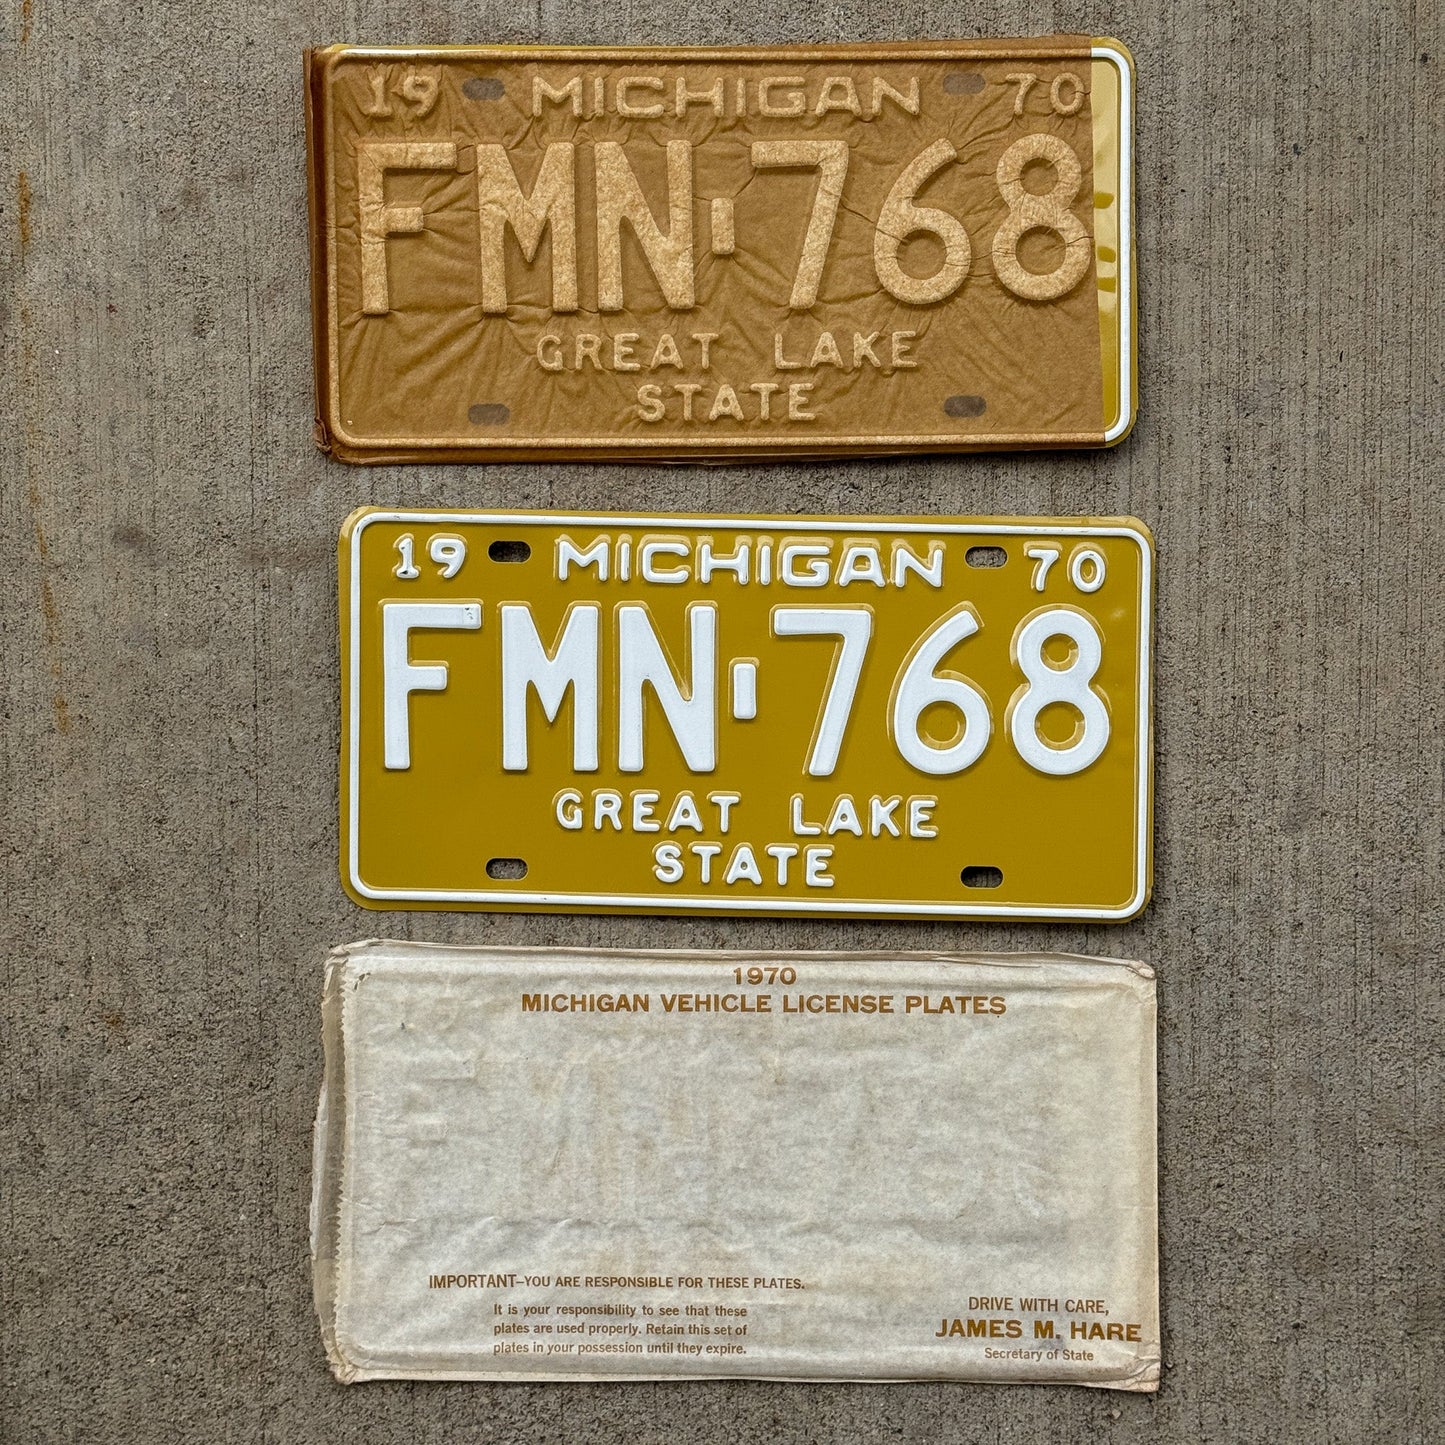 19 MICHIGAN 70
FMN-768
GREAT LAKE
STATE
19 MICHIGAN 70
FMN-768
GREAT LAKE
STATE
1970
MICHIGAN VEHICLE LICENSE PLATES
IMPORTANT—YOU ARE RESPONSIBLE FOR THESE PLATES.
It is your responsibility to see that these
plates are used properly. Retain this set of
plates in your possession until they expire.
DRIVE WITH CARE,
JAMES M. HARE
Secretary of State